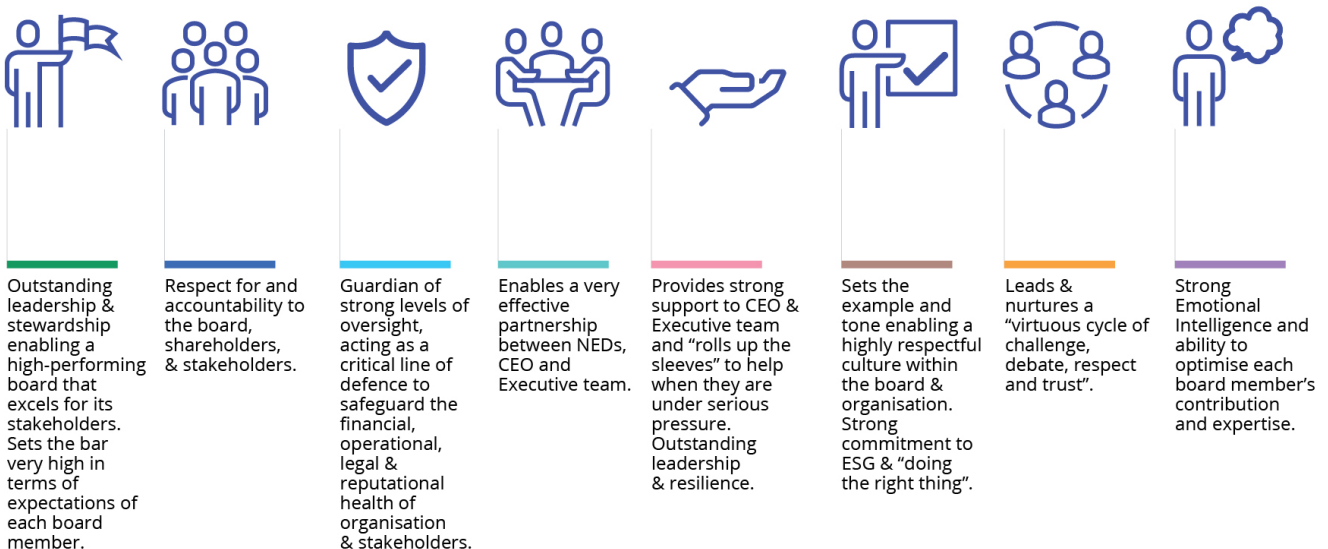 Outstanding
leadership &
stewardship
enabling a
high-performing
board that
excels for its
stakeholders.
Sets the bar
very high in
terms of
expectations of
each board
member.
Respect for and
accountability to
the board,
shareholders,
& stakeholders.
Guardian of
strong levels of
oversight,
acting as a
critical line of
defence to
safeguard the
financial,
operational,
legal &
reputational
health of
organisation
& stakeholders.
Enables a very
effective
partnership
between NEDs,
CEO and
Executive team.
Provides strong
support to CEO &
Executive team
and “rolls up the
sleeves” to help
when they are
under serious
pressure.
Outstanding
leadership
& resilience.
Sets the
example and
tone enabling a
highly respectful
culture within
the board &
organisation.
Strong
commitment to
ESG & “doing
the right thing”.
Leads &
nurtures a
“virtuous cycle of
challenge,
debate, respect
and trust”.
Strong
Emotional
Intelligence and
ability to
optimise each
board member’s
contribution
and expertise.